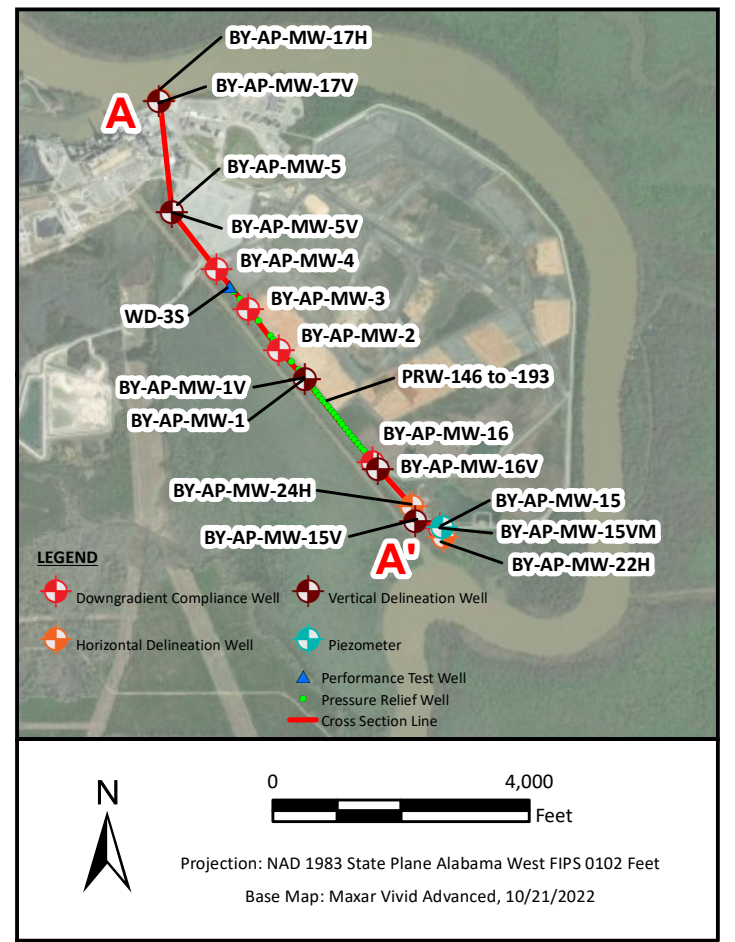 BY-AP-MW-17H
BY-AP-MW-17V
A
BY-AP-MW-5
BY-AP-MW-5V
BY-AP-MW-4
BY-AP-MW-3
WD-3S
BY-AP-MW-2
PRW-146 to -193
BY-AP-MW-1V
BY-AP-MW-1
BY-AP-MW-16
BY-AP-MW-16V
BY-AP-MW-24H
BY-AP-MW-15
BY-AP-MW-15V
BY-AP-MW-15VM
A'
BY-AP-MW-22H
LEGEND
Downgradient Compliance Well
Vertical Delineation Well
Horizontal Delineation Well
Piezometer
Performance Test Well
Pressure Relief Well
Cross Section Line
N
0 4,000
Feet
Projection: NAD 1983 State Plane Alabama West FIPS 0102 Feet
Base Map: Maxar Vivid Advanced, 10/21/2022